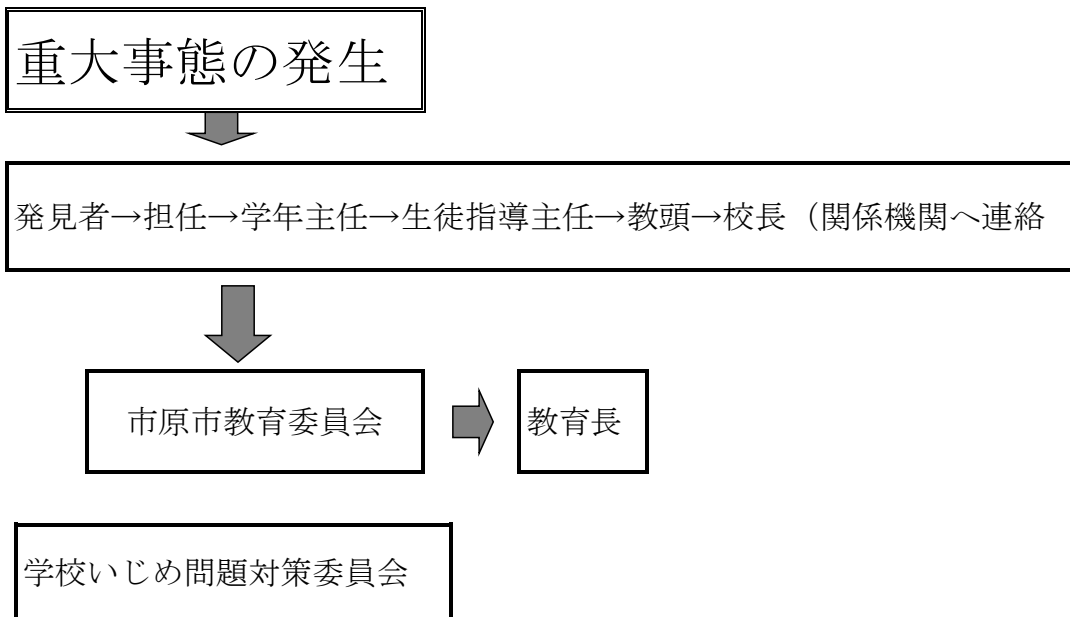 重大事態の発生
発見者→担任→学年主任→生徒指導主任→教頭→校長（関係機関へ連絡
市原市教育委員会
教育長
学校いじめ問題対策委員会